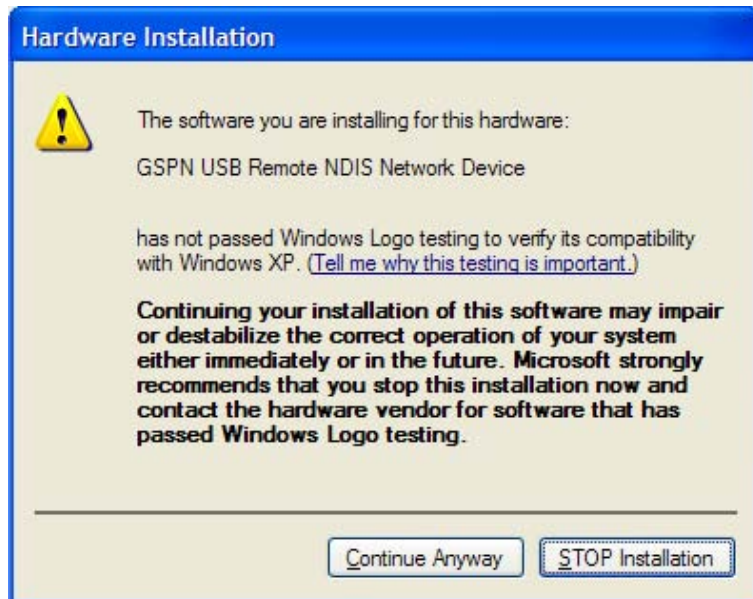 Hardware Installation
The software you are installing for this hardware:
GSPN USB Remote NDIS Network Device
has not passed Windows Logo testing to verify its compatibility
with Windows XP. (Tell me why this testing is important.)
Continuing your installation of this software may impair
or destabilize the correct operation of your system
either immediately or in the future. Microsoft strongly
recommends that you stop this installation now and
contact the hardware vendor for software that has
passed Windows Logo testing.
Continue Anyway
STOP Installation